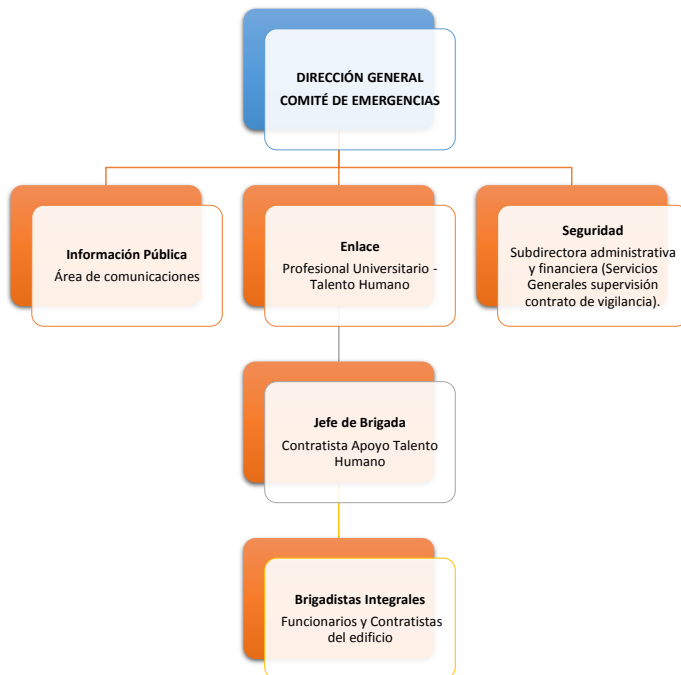 DIRECCIÓN GENERAL
COMITÉ DE EMERGENCIAS
Información Pública
Área de comunicaciones
Enlace
Profesional Universitario -
Talento Humano
Seguridad
Subdirectora administrativa
y financiera (Servicios
Generales supervisión
contrato de vigilancia).
Jefe de Brigada
Contratista Apoyo Talento
Humano
Brigadistas Integrales
Funcionarios y Contratistas
del edificio